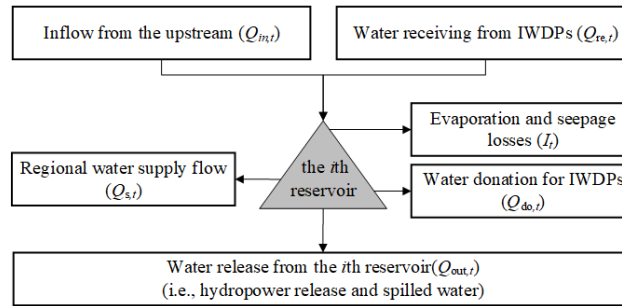 Inflow from the upstream (Qin,t)
Water receiving from IWDPs (Qre,t)
Evaporation and seepage
losses (It)
the ith
reservoir
Regional water supply flow
(Qs,t)
Water donation for IWDPs
(Qdo,t)
Water release from the ith reservoir(Qout,t)
(i.e., hydropower release and spilled water)